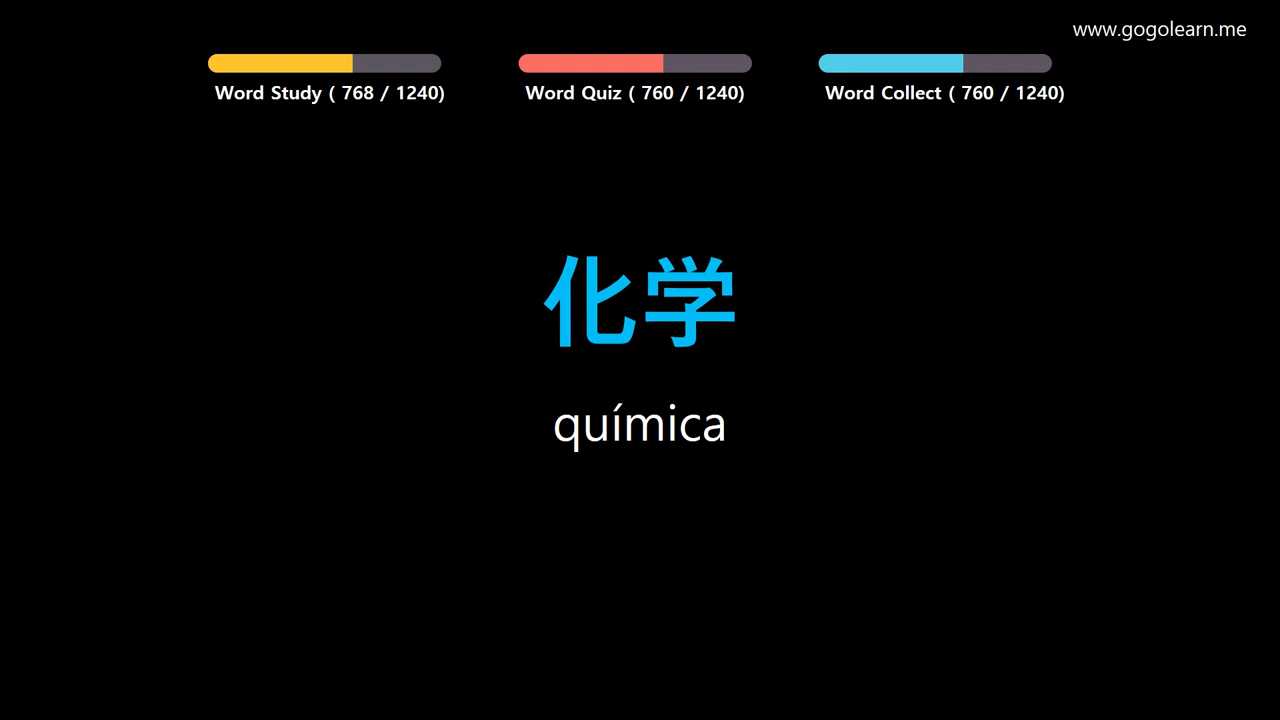 www.gogolearn.me
Word Study ( 768 / 1240)
Word Quiz ( 760 / 1240)
Word Collect ( 760 / 1240)
化学
química